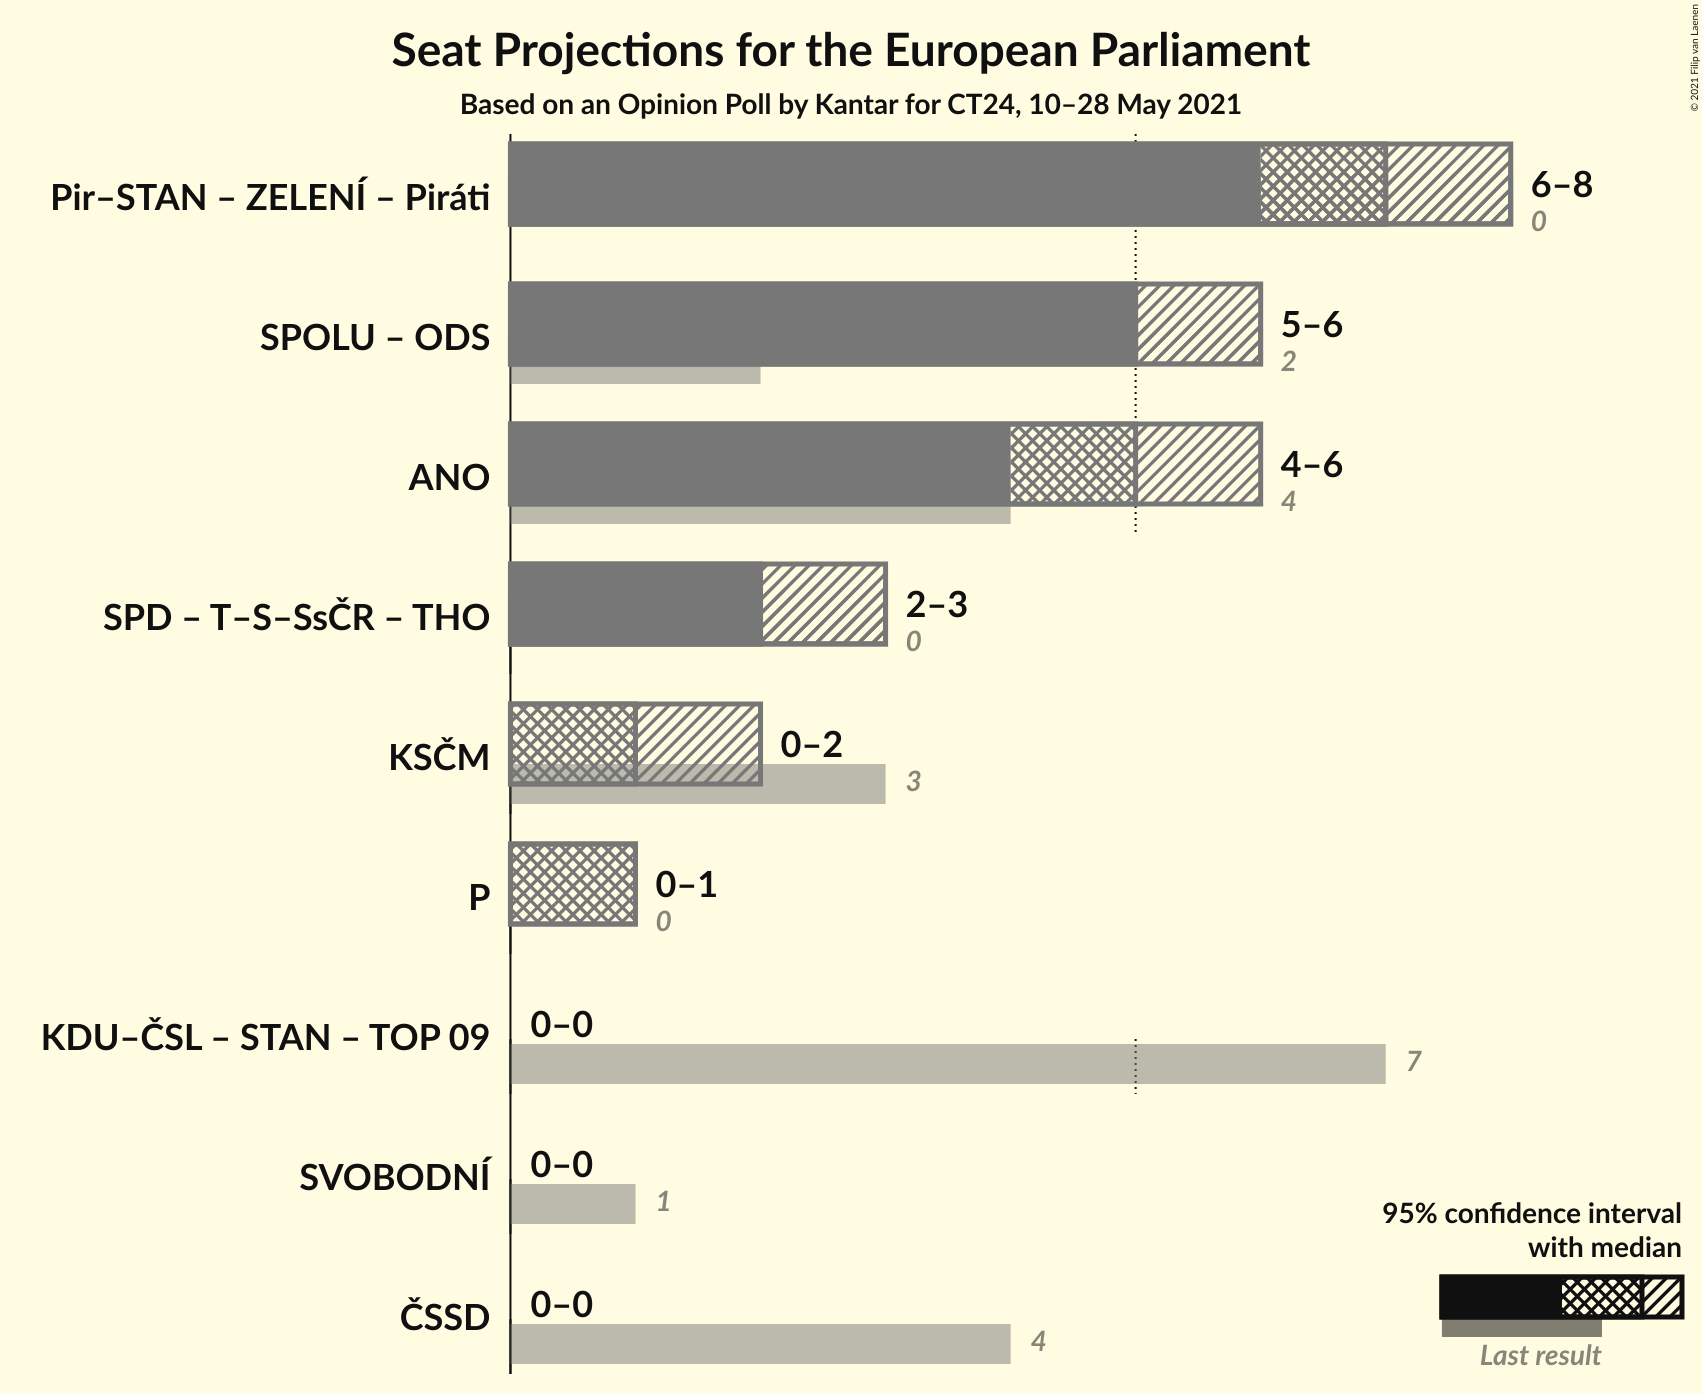 Seat Projections for the European Parliament
Based on an Opinion Poll by Kantar for CT24, 10–28 May 2021
© 2021 Filip van Laenen
Pir–STAN – ZELENÍ – Piráti
6–8
0
SPOLU – ODS
5–6
2
ANO
4–6
4
SPD – T–S–SsČR – THO
2–3
0
KSČM
0–2
3
P
0–1
0
KDU–ČSL – STAN – TOP 09
0–0
7
SVOBODNÍ
0–0
1
ČSSD
0–0
4
95% confidence interval
with median
Last result